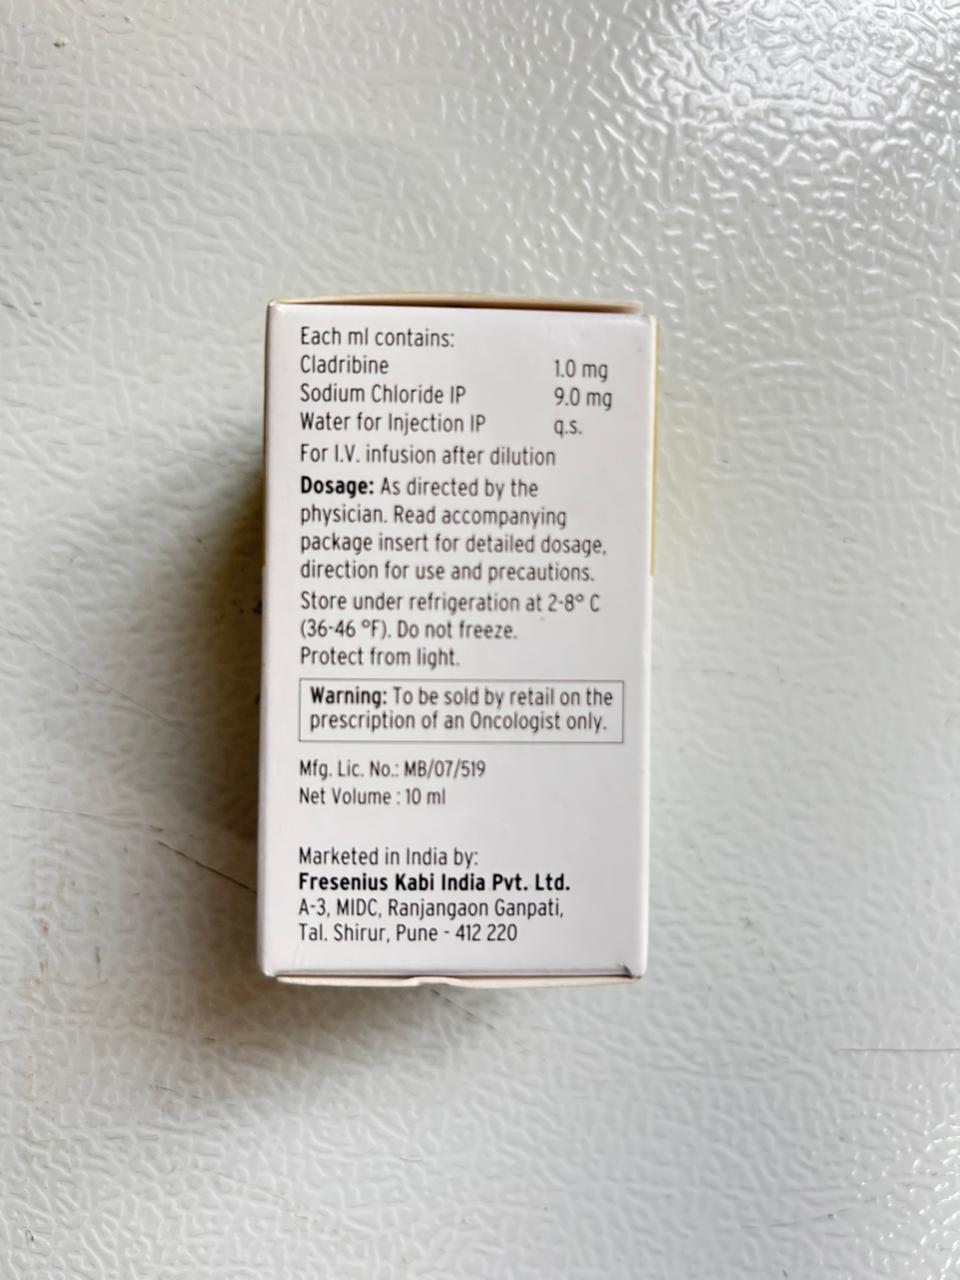 Each ml contains:
Cladribine 1.0 mg
Sodium Chloride IP 9.0 mg
Water for Injection IP q.s.
For I.V. infusion after dilution
Dosage: As directed by the
physician. Read accompanying
package insert for detailed dosage,
direction for use and precautions.
Store under refrigeration at 2-8° C
(36-46 °F). Do not freeze.
Protect from light.
Warning: To be sold by retail on the
prescription of an Oncologist only.
Mfg. Lic. No.: MB/07/519
Net Volume : 10 ml
Marketed in India by:
Fresenius Kabi India Pvt. Ltd.
A-3, MIDC, Ranjangaon Ganpati,
Tal. Shirur, Pune - 412 220